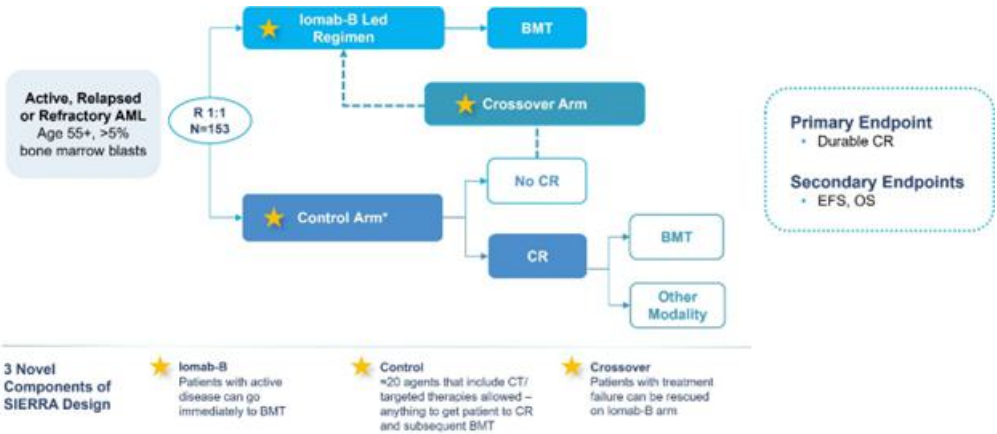 Iomab-B Led
Regimen
BMT
Active, Relapsed
or Refractory AML
Age 55+, >5%
bone marrow blasts
R 1:1
N=153
Crossover Arm
No CR
Control Arm*
CR
BMT
Other
Modality
Primary Endpoint
• Durable CR
Secondary Endpoints
• EFS, OS
3 Novel
Components of
SIERRA Design
Iomab-B
Patients with active
disease can go
immediately to BMT
Control
≈20 agents that include CT/
targeted therapies allowed –
anything to get patient to CR
and subsequent BMT
Crossover
Patients with treatment
failure can be rescued
on Iomab-B arm